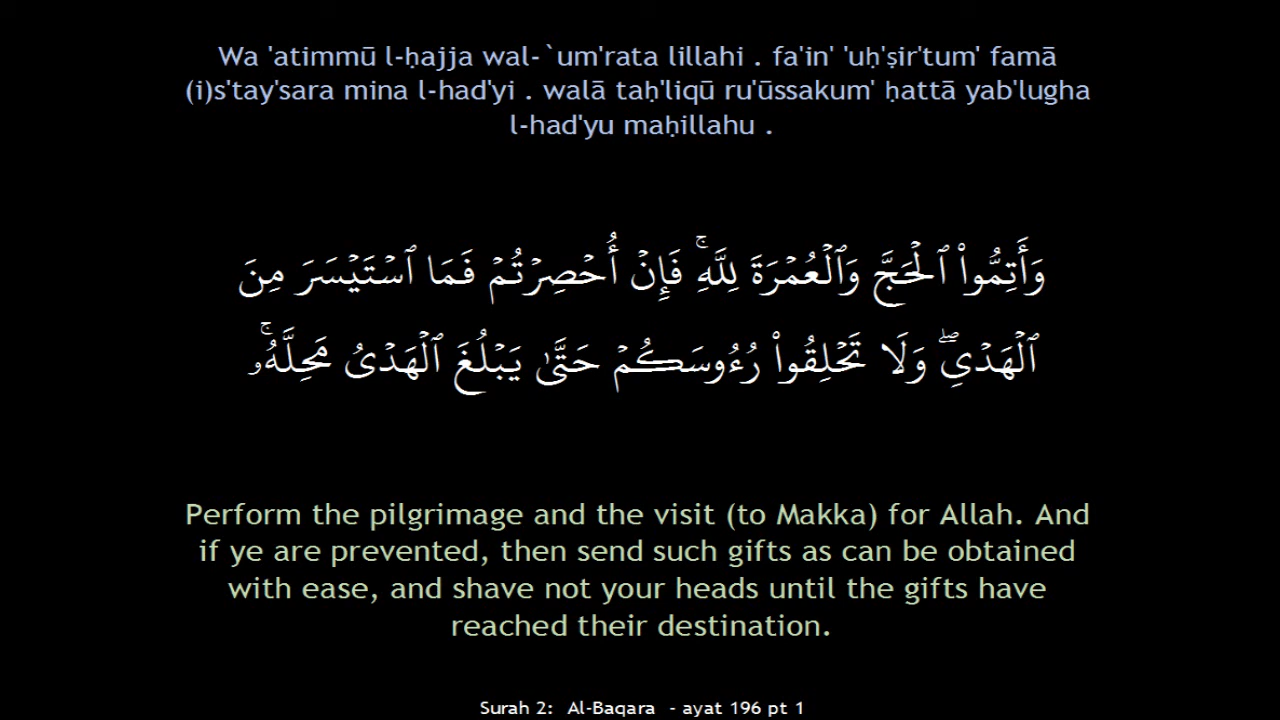 Wa 'atimmū l-ḥajja wal-`um'rata lillahi . fa'in' 'uḥ'ṣir'tum' famā
(i)s'tay'sara mina l-had'yi . walā taḥ'liqū ru'ūssakum' ḥattā yab'lugha
l-had'yu maḥillahu .
وَأَتِمُّوا۟ ٱلْحَجَّ وَٱلْعُمْرَةَ لِلَّهِ ۚ فَإِنْ أُحْصِرْتُمْ فَمَا ٱسْتَيْسَرَ مِنَ
ٱلْهَدْىِ ۖ وَلَا تَحْلِقُوا۟ رُءُوسَكُمْ حَتَّىٰ يَبْلُغَ ٱلْهَدْىُ مَحِلَّهُۥ ۚ
Perform the pilgrimage and the visit (to Makka) for Allah. And
if ye are prevented, then send such gifts as can be obtained
with ease, and shave not your heads until the gifts have
reached their destination.
Surah 2: Al-Baqara - ayat 196 pt 1